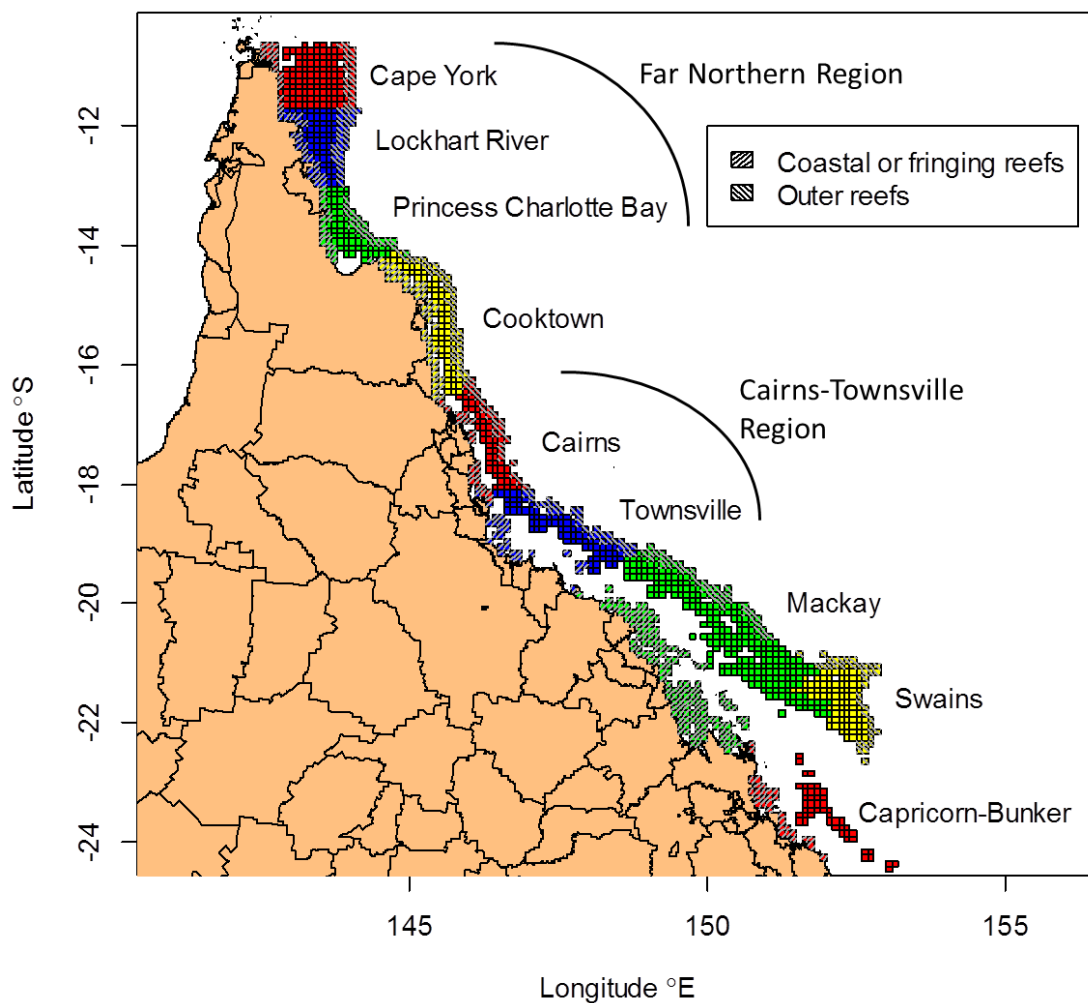 Far Northern Region
Cape York
Lockhart River
Princess Charlotte Bay
Coastal or fringing reefs
Outer reefs
Cooktown
Cairns-Townsville
Region
Cairns
Townsville
Mackay
Swains
Capricorn-Bunker
Latitude °S
-12
-14
-16
-18
-20
-22
-24
145
150
155
Longitude °E